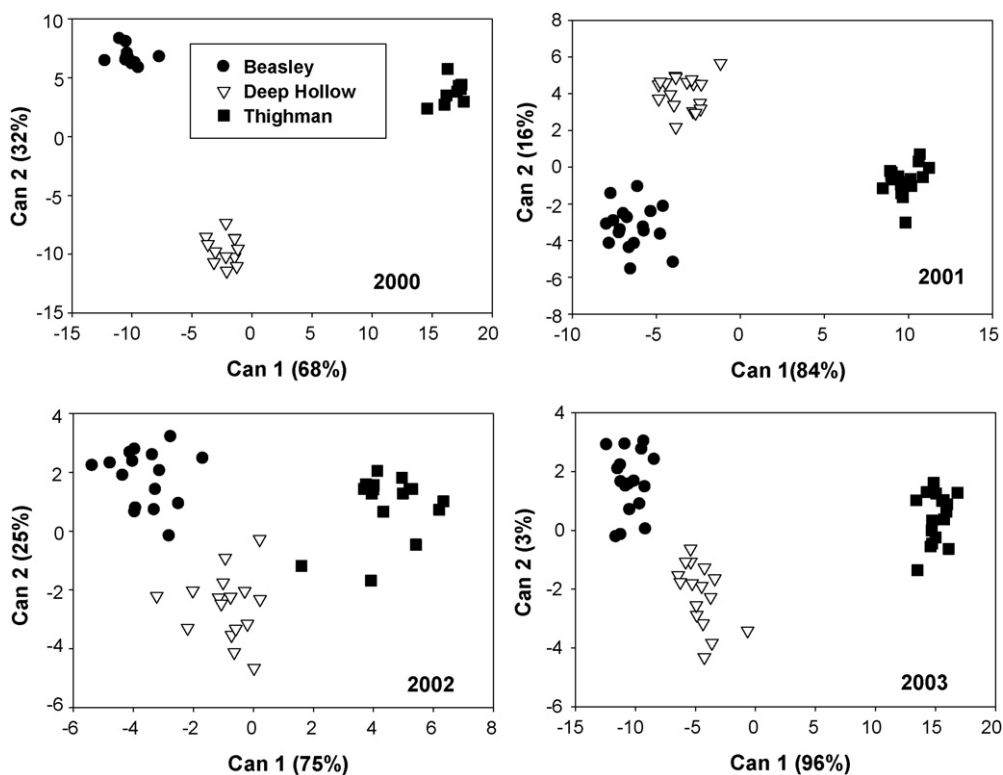 10
5
0
-5
-10
-15
Can 2 (32%)
Beasley
Deep Hollow
Thighman
2000
-15 -10 -5 0 5 10 15 20
Can 1 (68%)
8
6
4
2
0
-2
-4
-6
-8
Can 2 (16%)
2001
-10 -5 0 5 10 15
Can 1(84%)
4
2
0
-2
-4
-6
Can 2 (25%)
2002
-6 -4 -2 0 2 4 6 8
Can 1 (75%)
4
2
0
-2
-4
-6
Can 2 (3%)
2003
-15 -10 -5 0 5 10 15 20
Can 1 (96%)